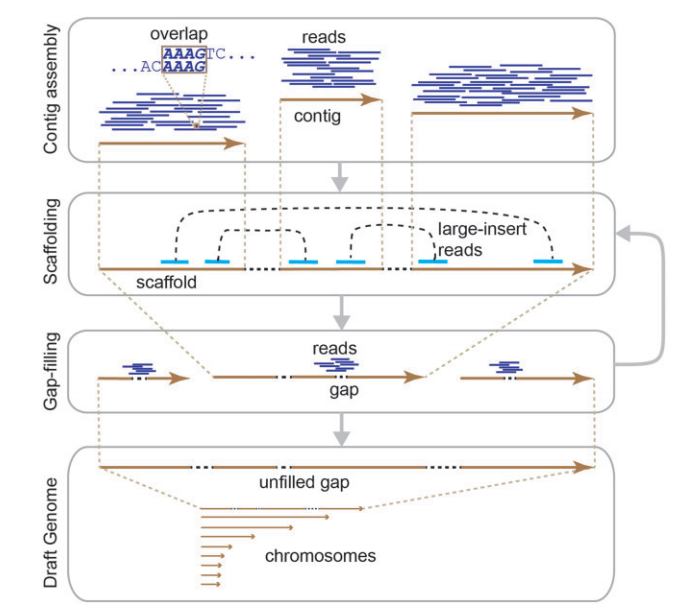 Contig assembly
overlap
AAAGTC...
...ACAAAG
reads
contig
Scaffolding
large-insert
reads
scaffold
Gap-filling
reads
gap
Draft Genome
unfilled gap
chromosomes